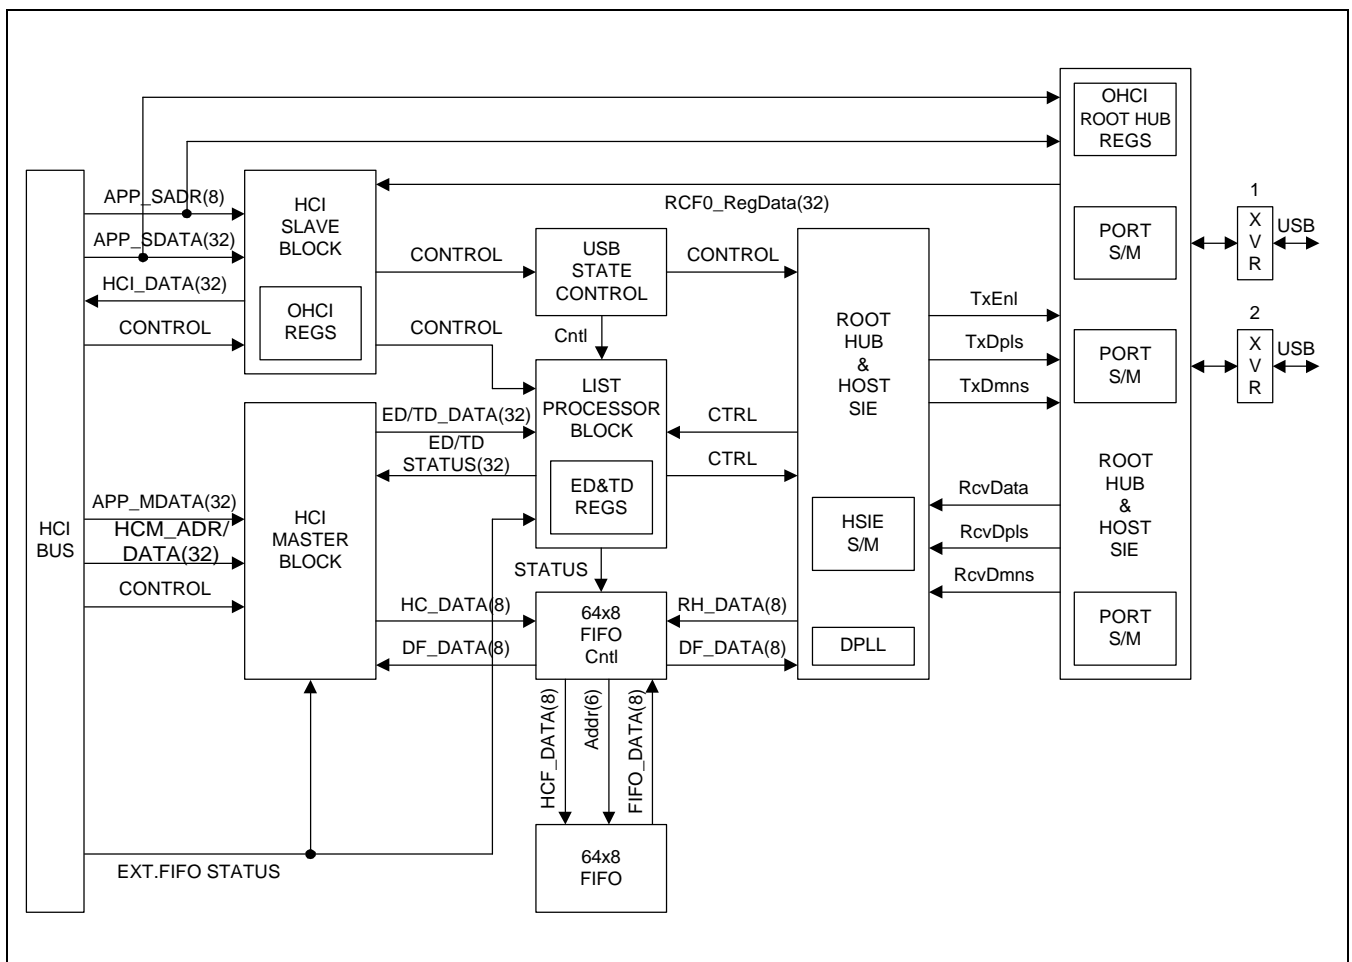 OHCI
ROOT HUB
REGS
APP_SADR(8)
HCI
SLAVE
BLOCK
RCF0_RegData(32)
1
X
V
R
USB
PORT
S/M
APP_SDATA(32)
CONTROL
USB
STATE
CONTROL
CONTROL
HCI_DATA(32)
OHCI
REGS
CONTROL
CONTROL
Cntl
ROOT
HUB
&
HOST
SIE
TxEnl
TxDpls
TxDmns
2
X
V
R
USB
PORT
S/M
LIST
PROCESSOR
BLOCK
ED/TD_DATA(32)
ED/TD
STATUS(32)
CTRL
CTRL
ED&TD
REGS
ROOT
HUB
&
HOST
SIE
HCI
BUS
APP_MDATA(32)
HCM_ADR/
DATA(32)
CONTROL
HCI
MASTER
BLOCK
HSIE
S/M
RcvData
RcvDpls
RcvDmns
STATUS
HC_DATA(8)
DF_DATA(8)
64x8
FIFO
Cntl
RH_DATA(8)
DF_DATA(8)
DPLL
PORT
S/M
HCF_DATA(8)
Addr(6)
FIFO_DATA(8)
EXT.FIFO STATUS
64x8
FIFO